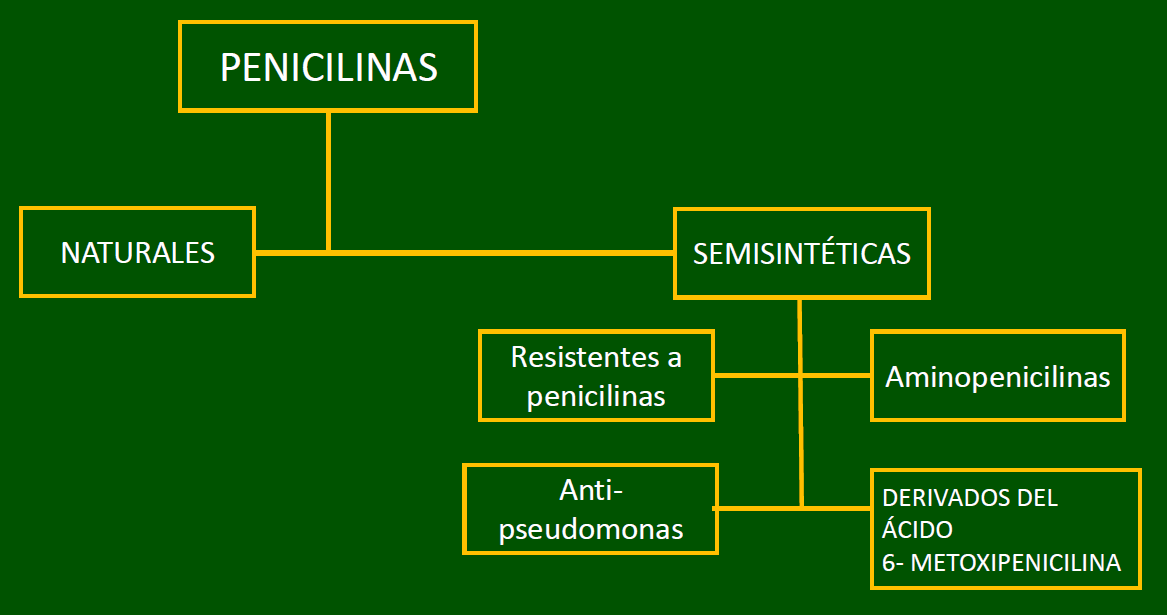 PENICILINAS
NATURALES
SEMISINTÉTICAS
Resistentes a
penicilinas
Aminopenicilinas
Anti-
pseudomonas
DERIVADOS DEL
ÁCIDO
6- METOXIPENICILINA